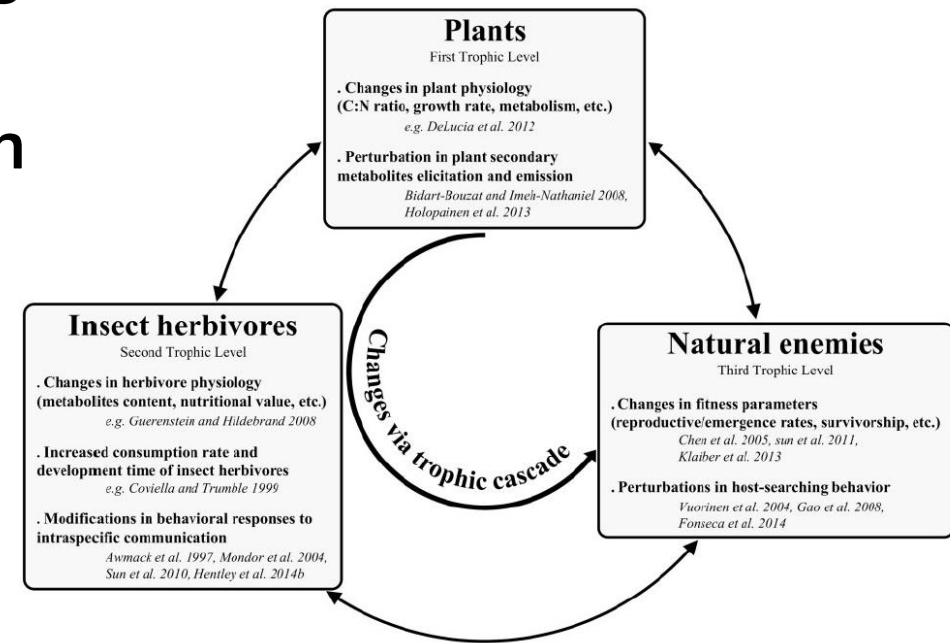 Plants
First Trophic Level
. Changes in plant physiology
(C:N ratio, growth rate, metabolism, etc.)
e.g. DeLucia et al. 2012
. Perturbation in plant secondary
metabolites elicitation and emission
Bidart-Bouzat and Imeh-Nathaniel 2008,
Holopainen et al. 2013
Insect herbivores
Second Trophic Level
. Changes in herbivore physiology
(metabolites content, nutritional value, etc.)
e.g. Guerenstein and Hildebrand 2008
. Increased consumption rate and
development time of insect herbivores
e.g. Coviella and Trumble 1999
. Modifications in behavioral responses to
intraspecific communication
Awmack et al. 1997, Mondor et al. 2004,
Sun et al. 2010, Hentley et al. 2014b
Changes via trophic cascade
Natural enemies
Third Trophic Level
. Changes in fitness parameters
(reproductive/emergence rates, survivorship, etc.)
Chen et al. 2005, sun et al. 2011,
Klaiber et al. 2013
. Perturbations in host-searching behavior
Vuorinen et al. 2004, Gao et al. 2008,
Fonseca et al. 2014